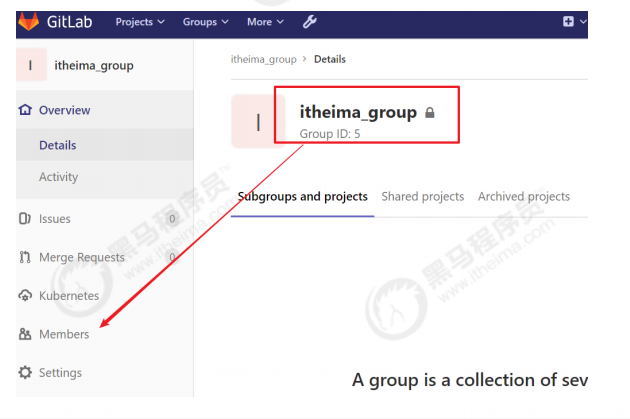 GitLab Projects Groups More
I itheima_group
itheima_group > Details
Overview
I
itheima_group
Group ID: 5
Details
Activity
Subgroups and projects Shared projects Archived projects
Issues 0
Merge Requests 0
Kubernetes
Members
Settings
A group is a collection of sev
黑马程序员™
www.itheima.com
黑马程序员
www.itheima.com